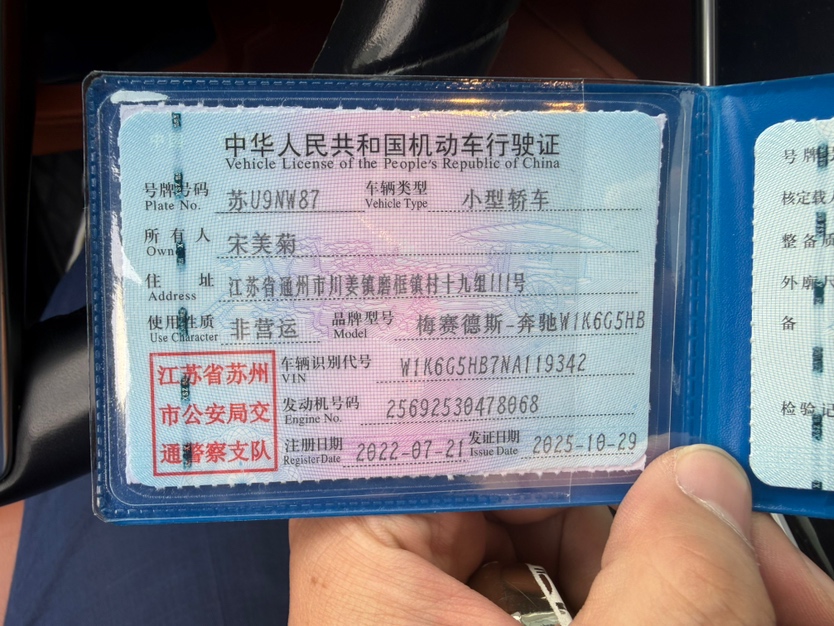 中华人民共和国机动车行驶证
Vehicle License of the People's Republic of China
号牌号码 苏U9NW87 车辆类型 小型轿车
Plate No. Vehicle Type
所有人 宋美菊
Owner
住址 江苏省通州市川姜镇磨框镇村十九组111号
Address
使用性质 非营运 品牌型号 梅赛德斯-奔驰W1K6G5HB
Use Character Model
江苏省苏州
市公安局交
通警察支队
车辆识别代号 W1K6G5HB7NA119342
VIN
发动机号码 25692530478068
Engine No.
注册日期 2022-07-21 发证日期 2025-10-29
Register Date Issue Date
号牌
核定载人
整备质
外廓尺
备
检验记